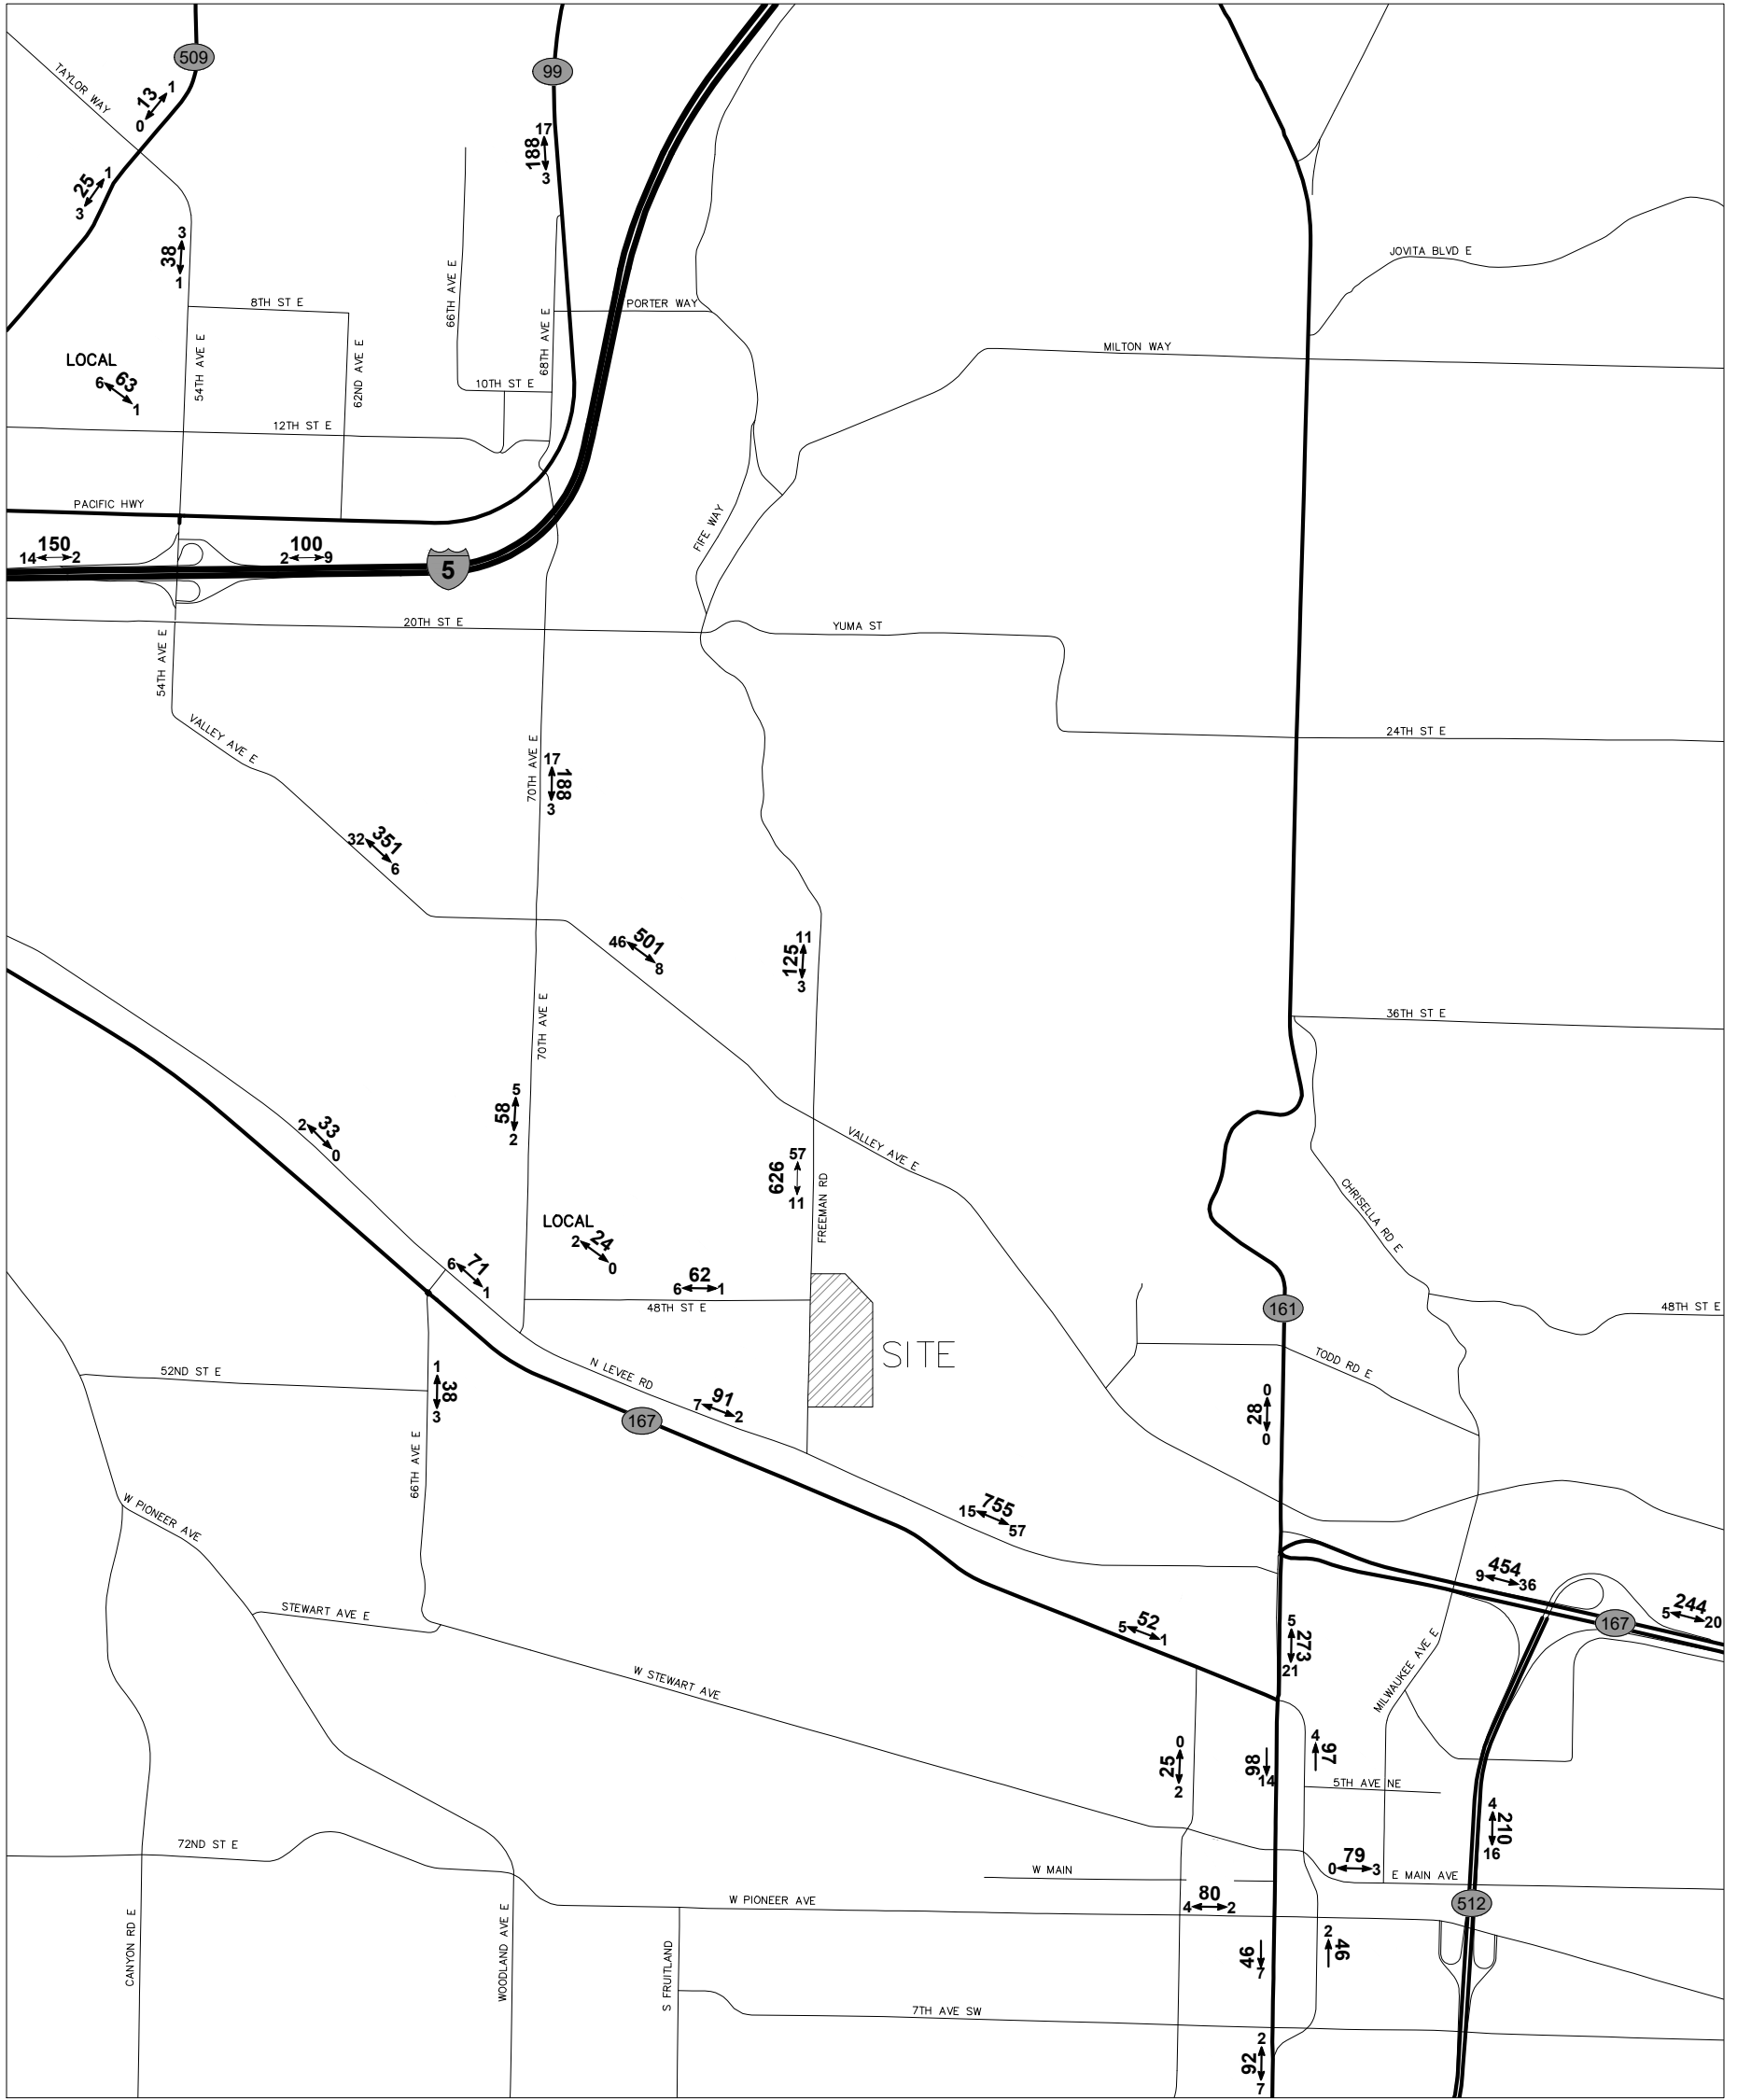 509
99
TAYLOR WAY
13
1
0
17
188
3
25
1
3
3
38
1
66TH AVE E
JOVITA BLVD E
8TH ST E
PORTER WAY
68TH AVE E
54TH AVE E
62ND AVE E
MILTON WAY
LOCAL
6
63
1
10TH ST E
12TH ST E
PACIFIC HWY
FIFE WAY
150
14
2
100
2
9
5
20TH ST E
YUMA ST
54TH AVE E
VALLEY AVE E
24TH ST E
70TH AVE E
17
188
3
32
351
6
46
501
8
11
125
3
70TH AVE E
36TH ST E
5
58
2
2
33
0
VALLEY AVE E
57
626
11
FREEMAN RD
CHRISELLA RD E
LOCAL
2
24
0
6
71
1
62
6
1
48TH ST E
161
48TH ST E
SITE
52ND ST E
1
38
3
N LEVEE RD
7
91
2
167
TODD RD E
0
28
0
66TH AVE E
W PIONEER AVE
15
755
57
9
454
36
5
244
20
167
STEWART AVE E
5
52
1
5
273
21
MILWAUKEE AVE E
W STEWART AVE
0
25
2
98
14
4
97
5TH AVE NE
4
210
16
72ND ST E
W MAIN
79
0
3
E MAIN AVE
W PIONEER AVE
80
4
2
512
CANYON RD E
WOODLAND AVE E
S FRUITLAND
46
7
2
46
7TH AVE SW
2
92
7